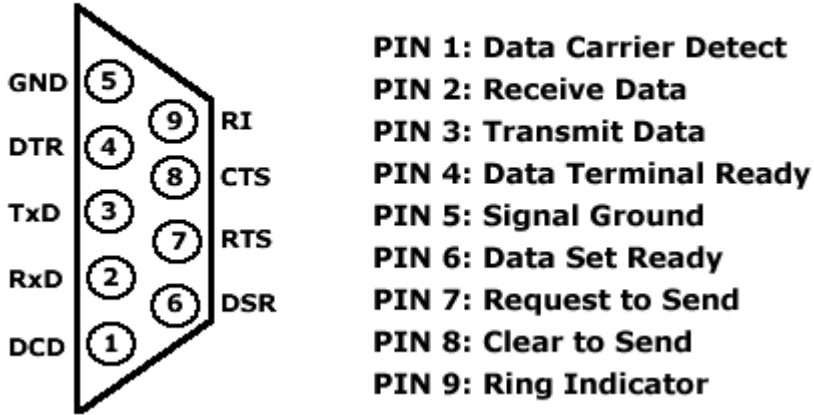 GND 5
9 RI
DTR 4
8 CTS
TxD 3
7 RTS
RxD 2
6 DSR
DCD 1
PIN 1: Data Carrier Detect
PIN 2: Receive Data
PIN 3: Transmit Data
PIN 4: Data Terminal Ready
PIN 5: Signal Ground
PIN 6: Data Set Ready
PIN 7: Request to Send
PIN 8: Clear to Send
PIN 9: Ring Indicator